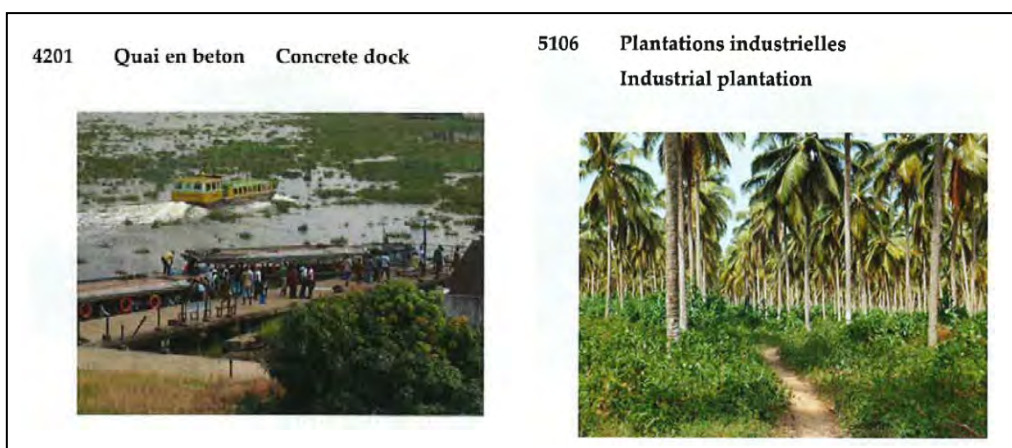 4201 Quai en beton Concrete dock
5106 Plantations industrielles
Industrial plantation